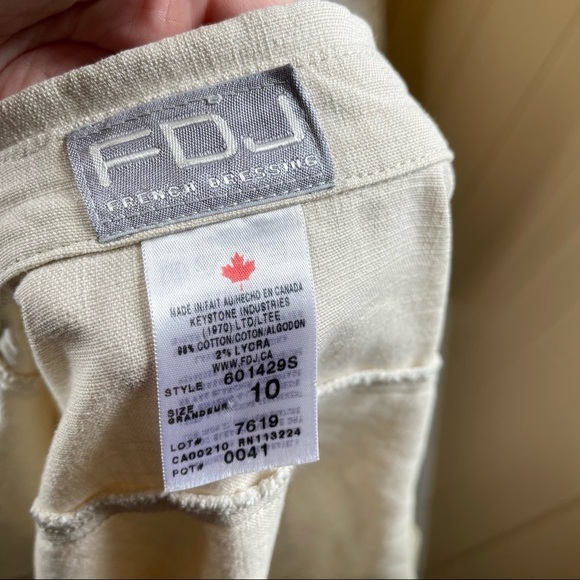 FDJ
FRENCH DRESSING
MADE IN/FAIT AU/HECHO EN CANADA
KEYSTONE INDUSTRIES
(1970) LTD/LTEE
98% COTTON/COTON/ALGODON
2% LYCRA
WWW.FDJ.CA
STYLE 601429S
SIZE GRANDEUR 10
LOT# 7619
CA00210 RN113224
PCT# 0041